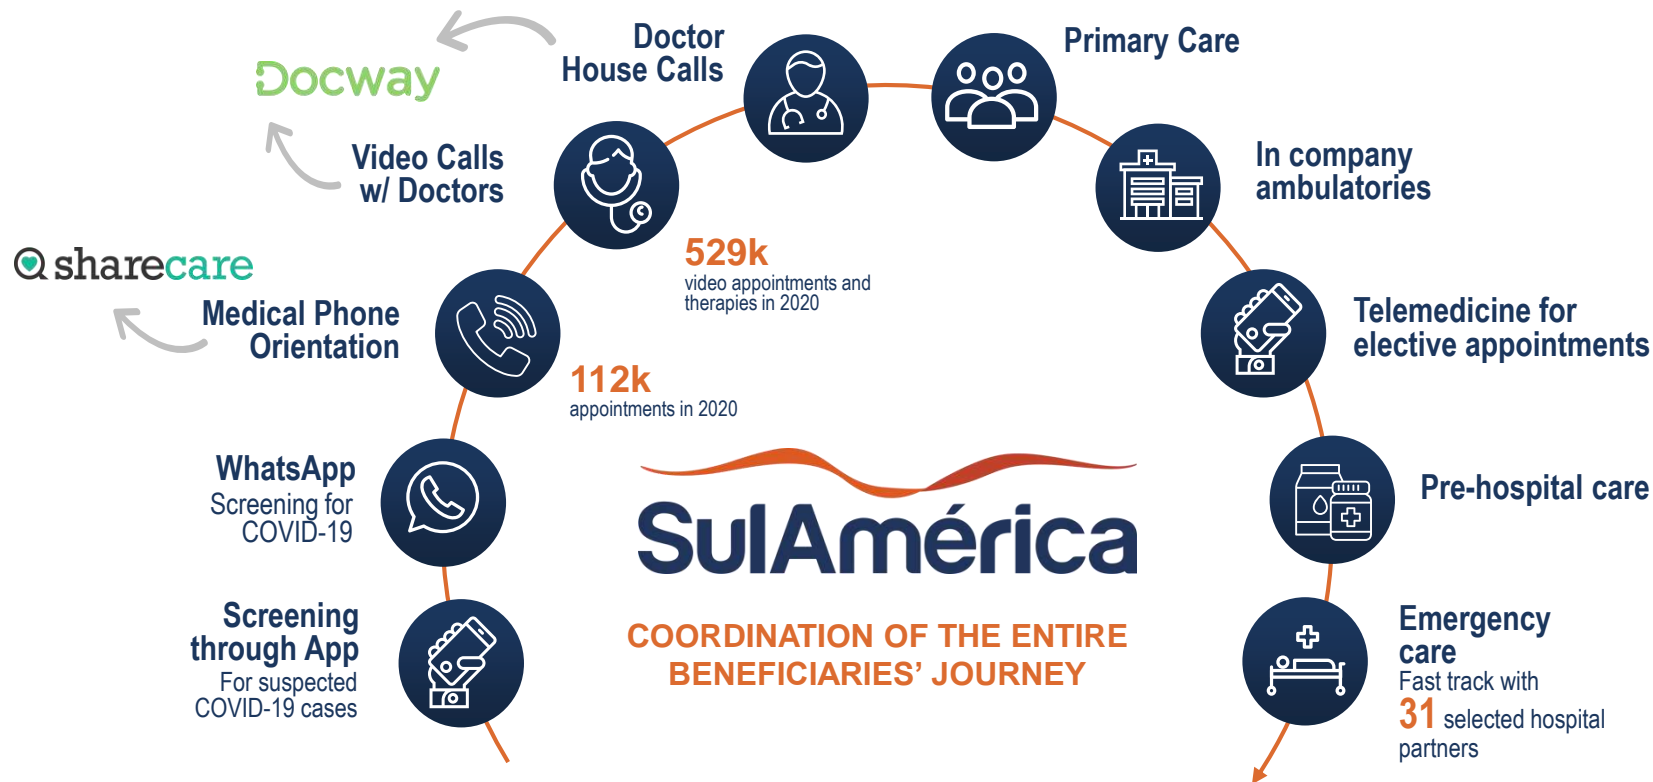 Doctor
House Calls
Docway
Video Calls
w/ Doctors
529k
video appointments and
therapies in 2020
sharecare
Medical Phone
Orientation
112k
appointments in 2020
WhatsApp
Screening for
COVID-19
Screening
through App
For suspected
COVID-19 cases
Primary Care
In company
ambulatories
Telemedicine for
elective appointments
Pre-hospital care
Emergency
care
Fast track with
31 selected hospital
partners
SulAmérica
COORDINATION OF THE ENTIRE
BENEFICIARIES’ JOURNEY